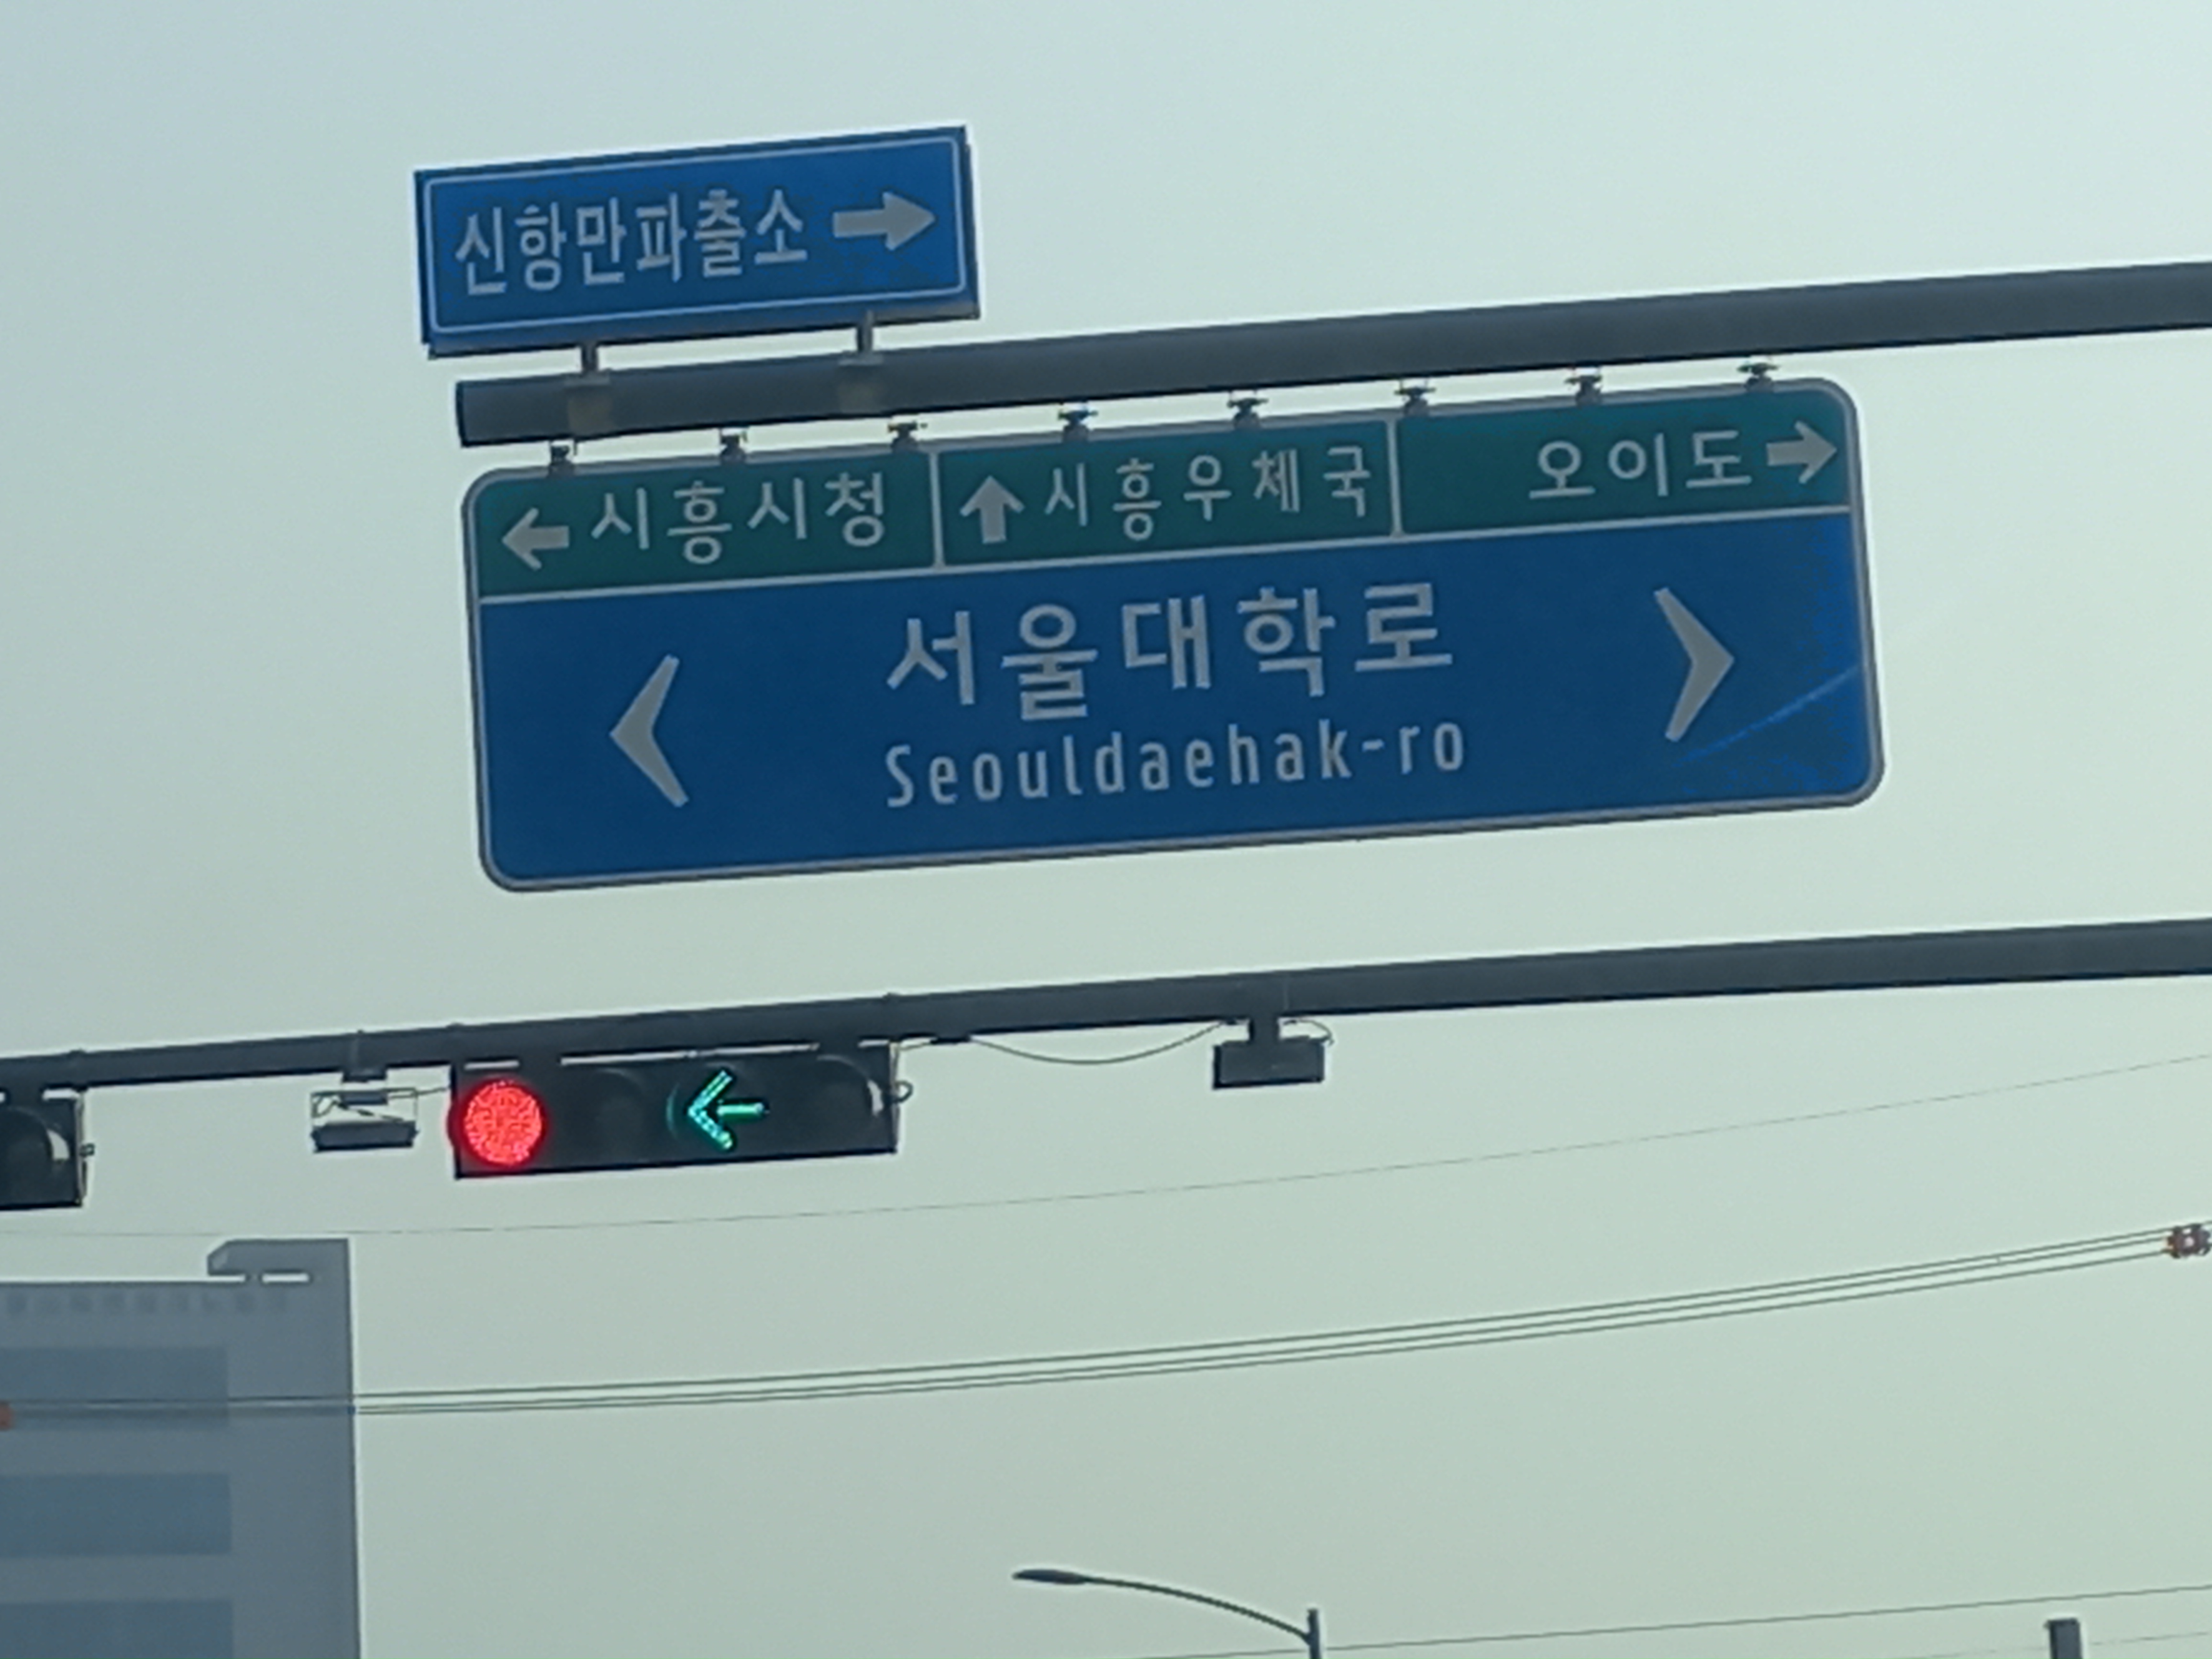 신항만파출소 →
← 시흥시청 ↑ 시흥우체국 오이도 →
서울대학로
Seouldaehak-ro